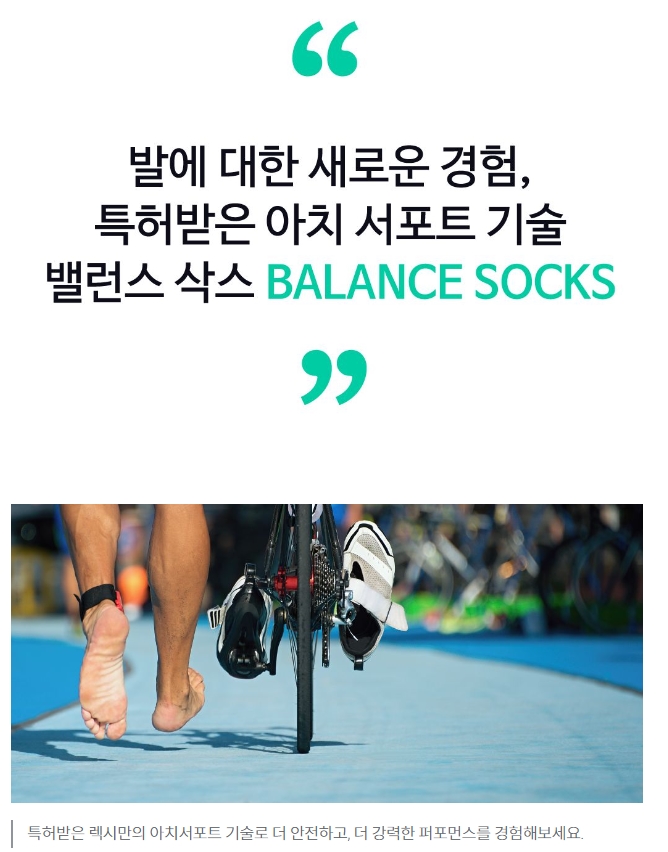 “
발에 대한 새로운 경험,
특허받은 아치 서포트 기술
밸런스 삭스 BALANCE SOCKS
”
특허받은 렉시만의 아치서포트 기술로 더 안전하고, 더 강력한 퍼포먼스를 경험해보세요.